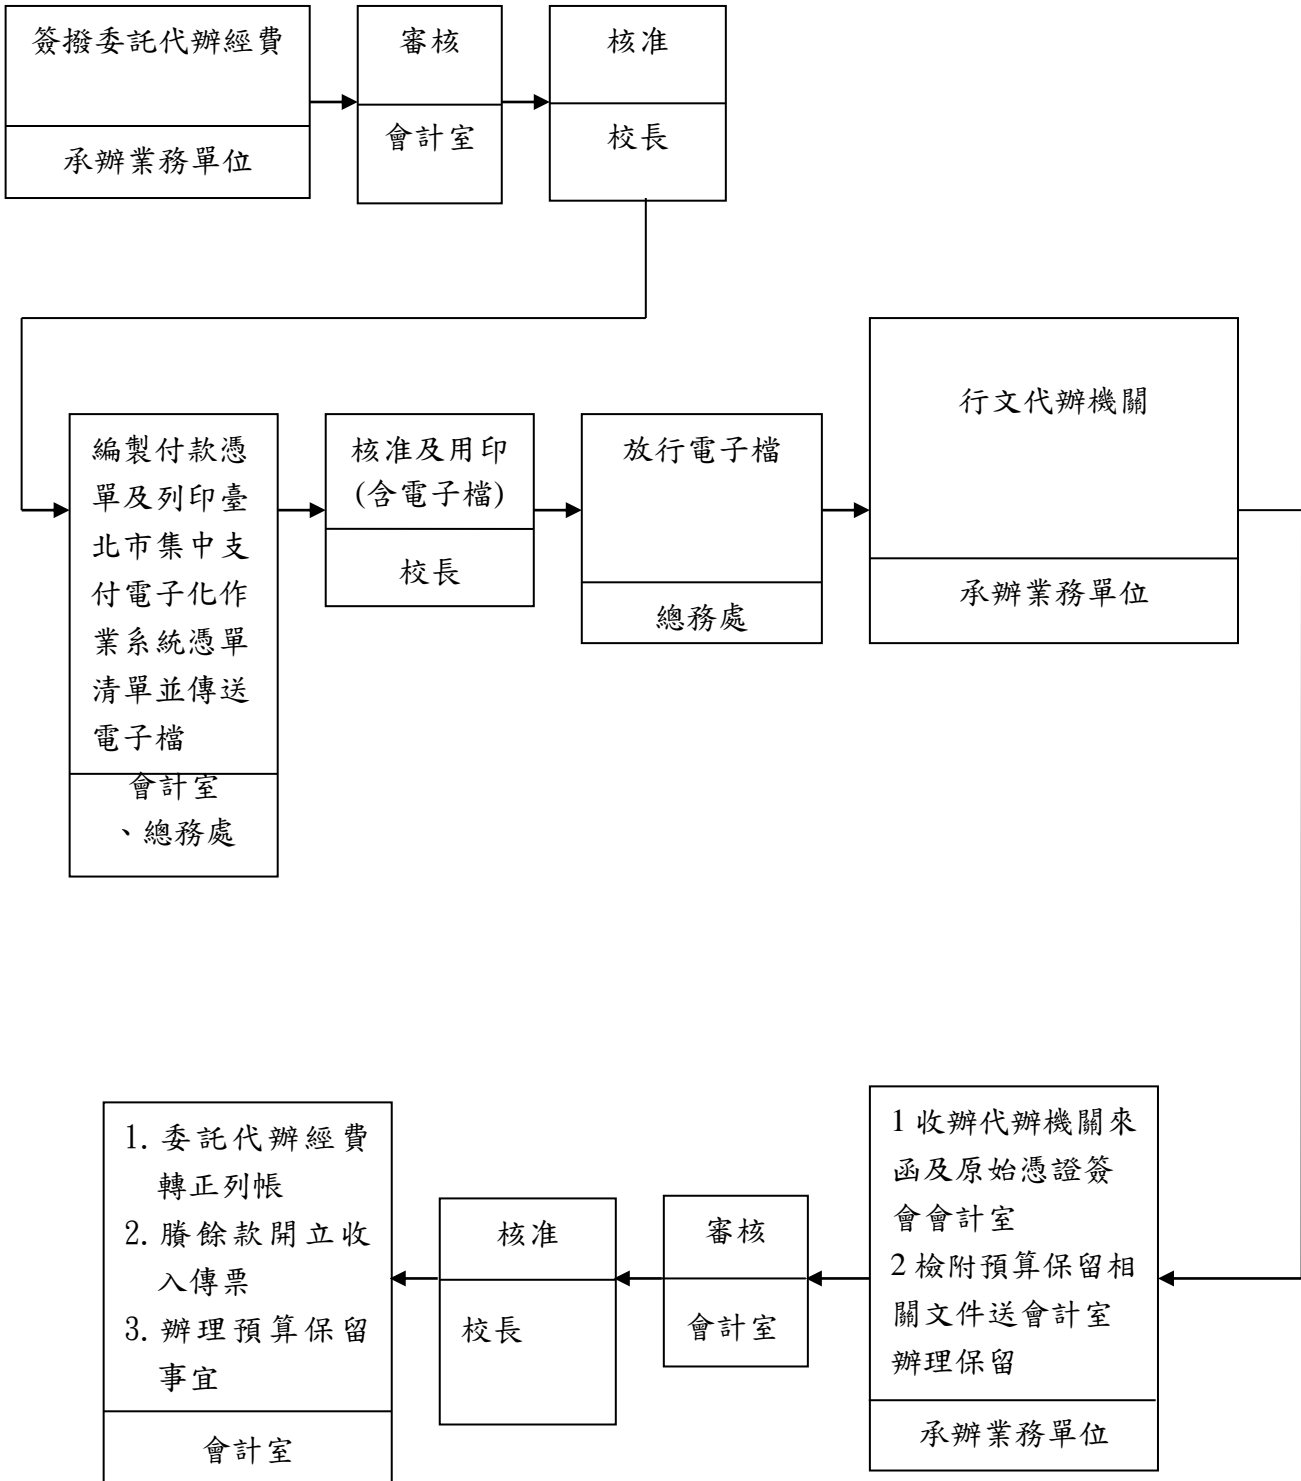 簽撥委託代辦經費
承辦業務單位
審核
會計室
核准
校長
編製付款憑
單及列印臺
北市集中支
付電子化作
業系統憑單
清單並傳送
電子檔
會計室
、總務處
核准及用印
(含電子檔)
校長
放行電子檔
總務處
行文代辦機關
承辦業務單位
1 收辦代辦機關來
函及原始憑證簽
會會計室
2 檢附預算保留相
關文件送會計室
辦理保留
承辦業務單位
審核
會計室
核准
校長
1. 委託代辦經費
轉正列帳
2. 賸餘款開立收
入傳票
3. 辦理預算保留
事宜
會計室